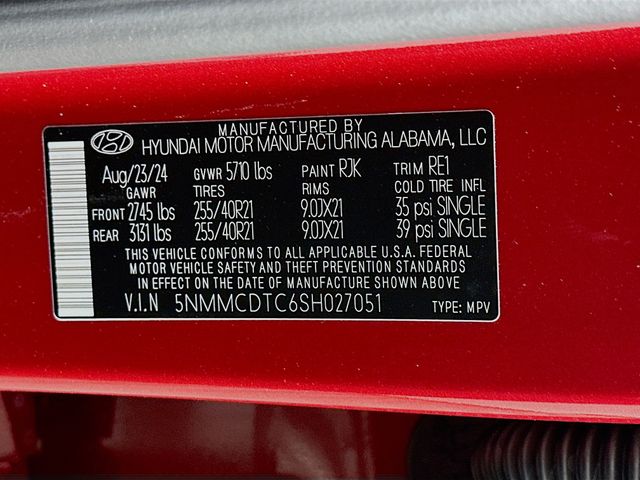 MANUFACTURED BY
HYUNDAI MOTOR MANUFACTURING ALABAMA, LLC
Aug/23/24 GVWR 5710 lbs PAINT RJK TRIM RE1
GAWR TIRES RIMS COLD TIRE INFL
FRONT 2745 lbs 255/40R21 9.0JX21 35 psi SINGLE
REAR 3131 lbs 255/40R21 9.0JX21 39 psi SINGLE
THIS VEHICLE CONFORMS TO ALL APPLICABLE U.S.A. FEDERAL
MOTOR VEHICLE SAFETY AND THEFT PREVENTION STANDARDS
IN EFFECT ON THE DATE OF MANUFACTURE SHOWN ABOVE
V.I.N 5NMMCDTC6SH027051 TYPE: MPV